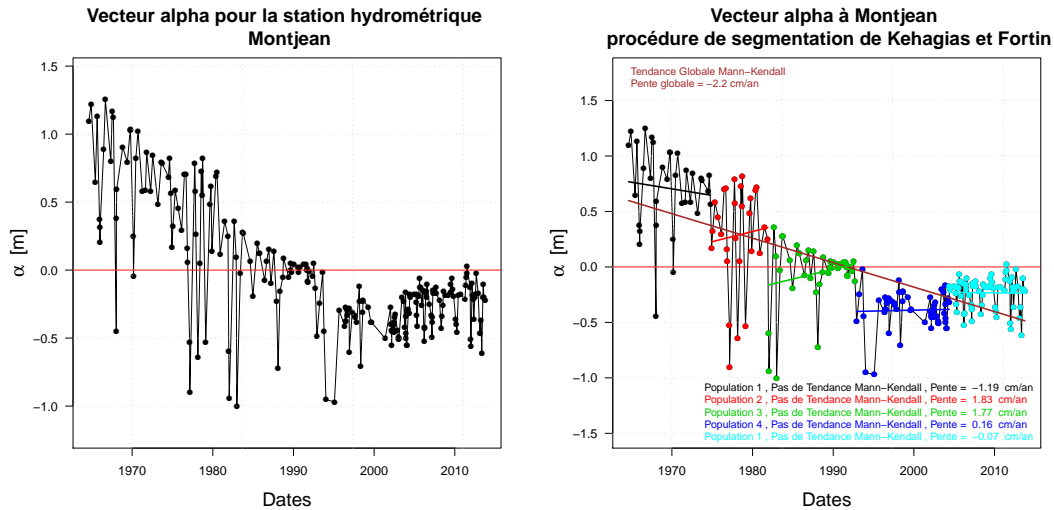 Vecteur alpha pour la station hydrométrique
Montjean
1.5
1.0
0.5
0.0
−0.5
−1.0
α [m]
1970
1980
1990
2000
2010
Dates
Vecteur alpha à Montjean
procédure de segmentation de Kehagias et Fortin
Tendance Globale Mann−Kendall
Pente globale = −2.2 cm/an
1.5
1.0
0.5
0.0
−0.5
−1.0
−1.5
α [m]
Population 1 , Pas de Tendance Mann−Kendall , Pente = −1.19 cm/an
Population 2 , Pas de Tendance Mann−Kendall , Pente = 1.83 cm/an
Population 3 , Pas de Tendance Mann−Kendall , Pente = 1.77 cm/an
Population 4 , Pas de Tendance Mann−Kendall , Pente = 0.16 cm/an
Population 1 , Pas de Tendance Mann−Kendall , Pente = −0.07 cm/an
1970
1980
1990
2000
2010
Dates